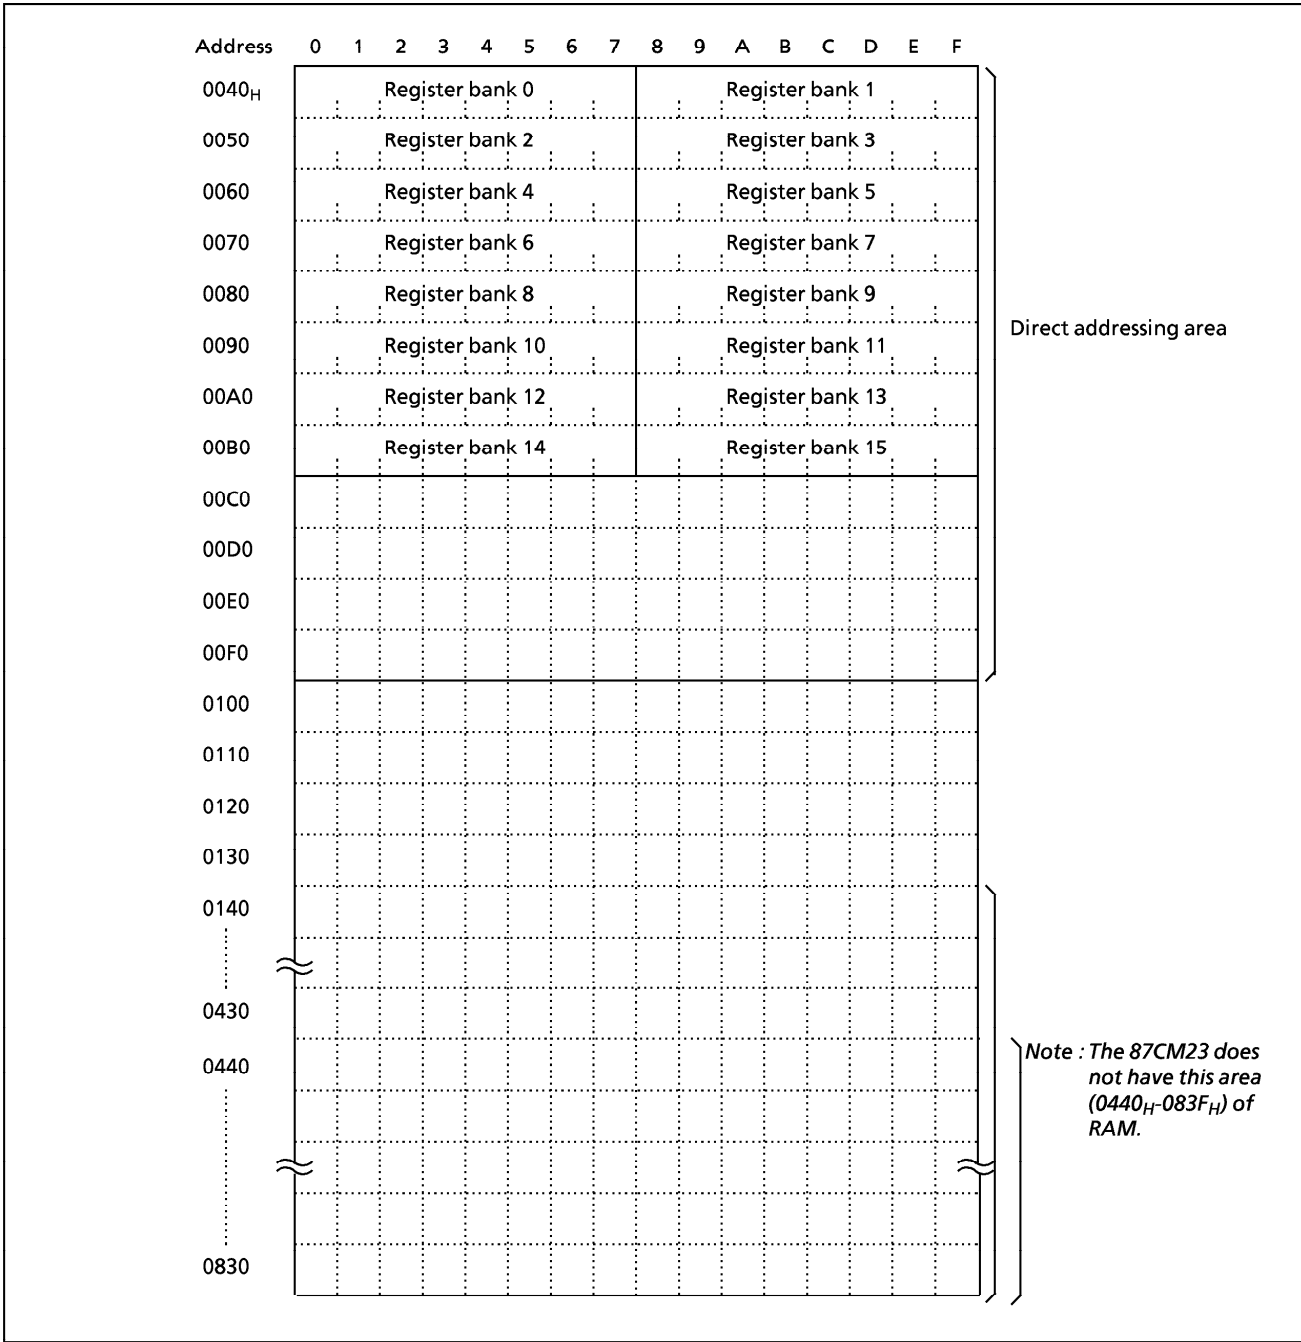 Address 0 1 2 3 4 5 6 7 8 9 A B C D E F
0040H Register bank 0 Register bank 1
0050 Register bank 2 Register bank 3
0060 Register bank 4 Register bank 5
0070 Register bank 6 Register bank 7
0080 Register bank 8 Register bank 9
Direct addressing area
0090 Register bank 10 Register bank 11
00A0 Register bank 12 Register bank 13
00B0 Register bank 14 Register bank 15
00C0
00D0
00E0
00F0
0100
0110
0120
0130
0140
0430
0440
Note : The 87CM23 does
not have this area
(0440H-083FH) of
RAM.
0830